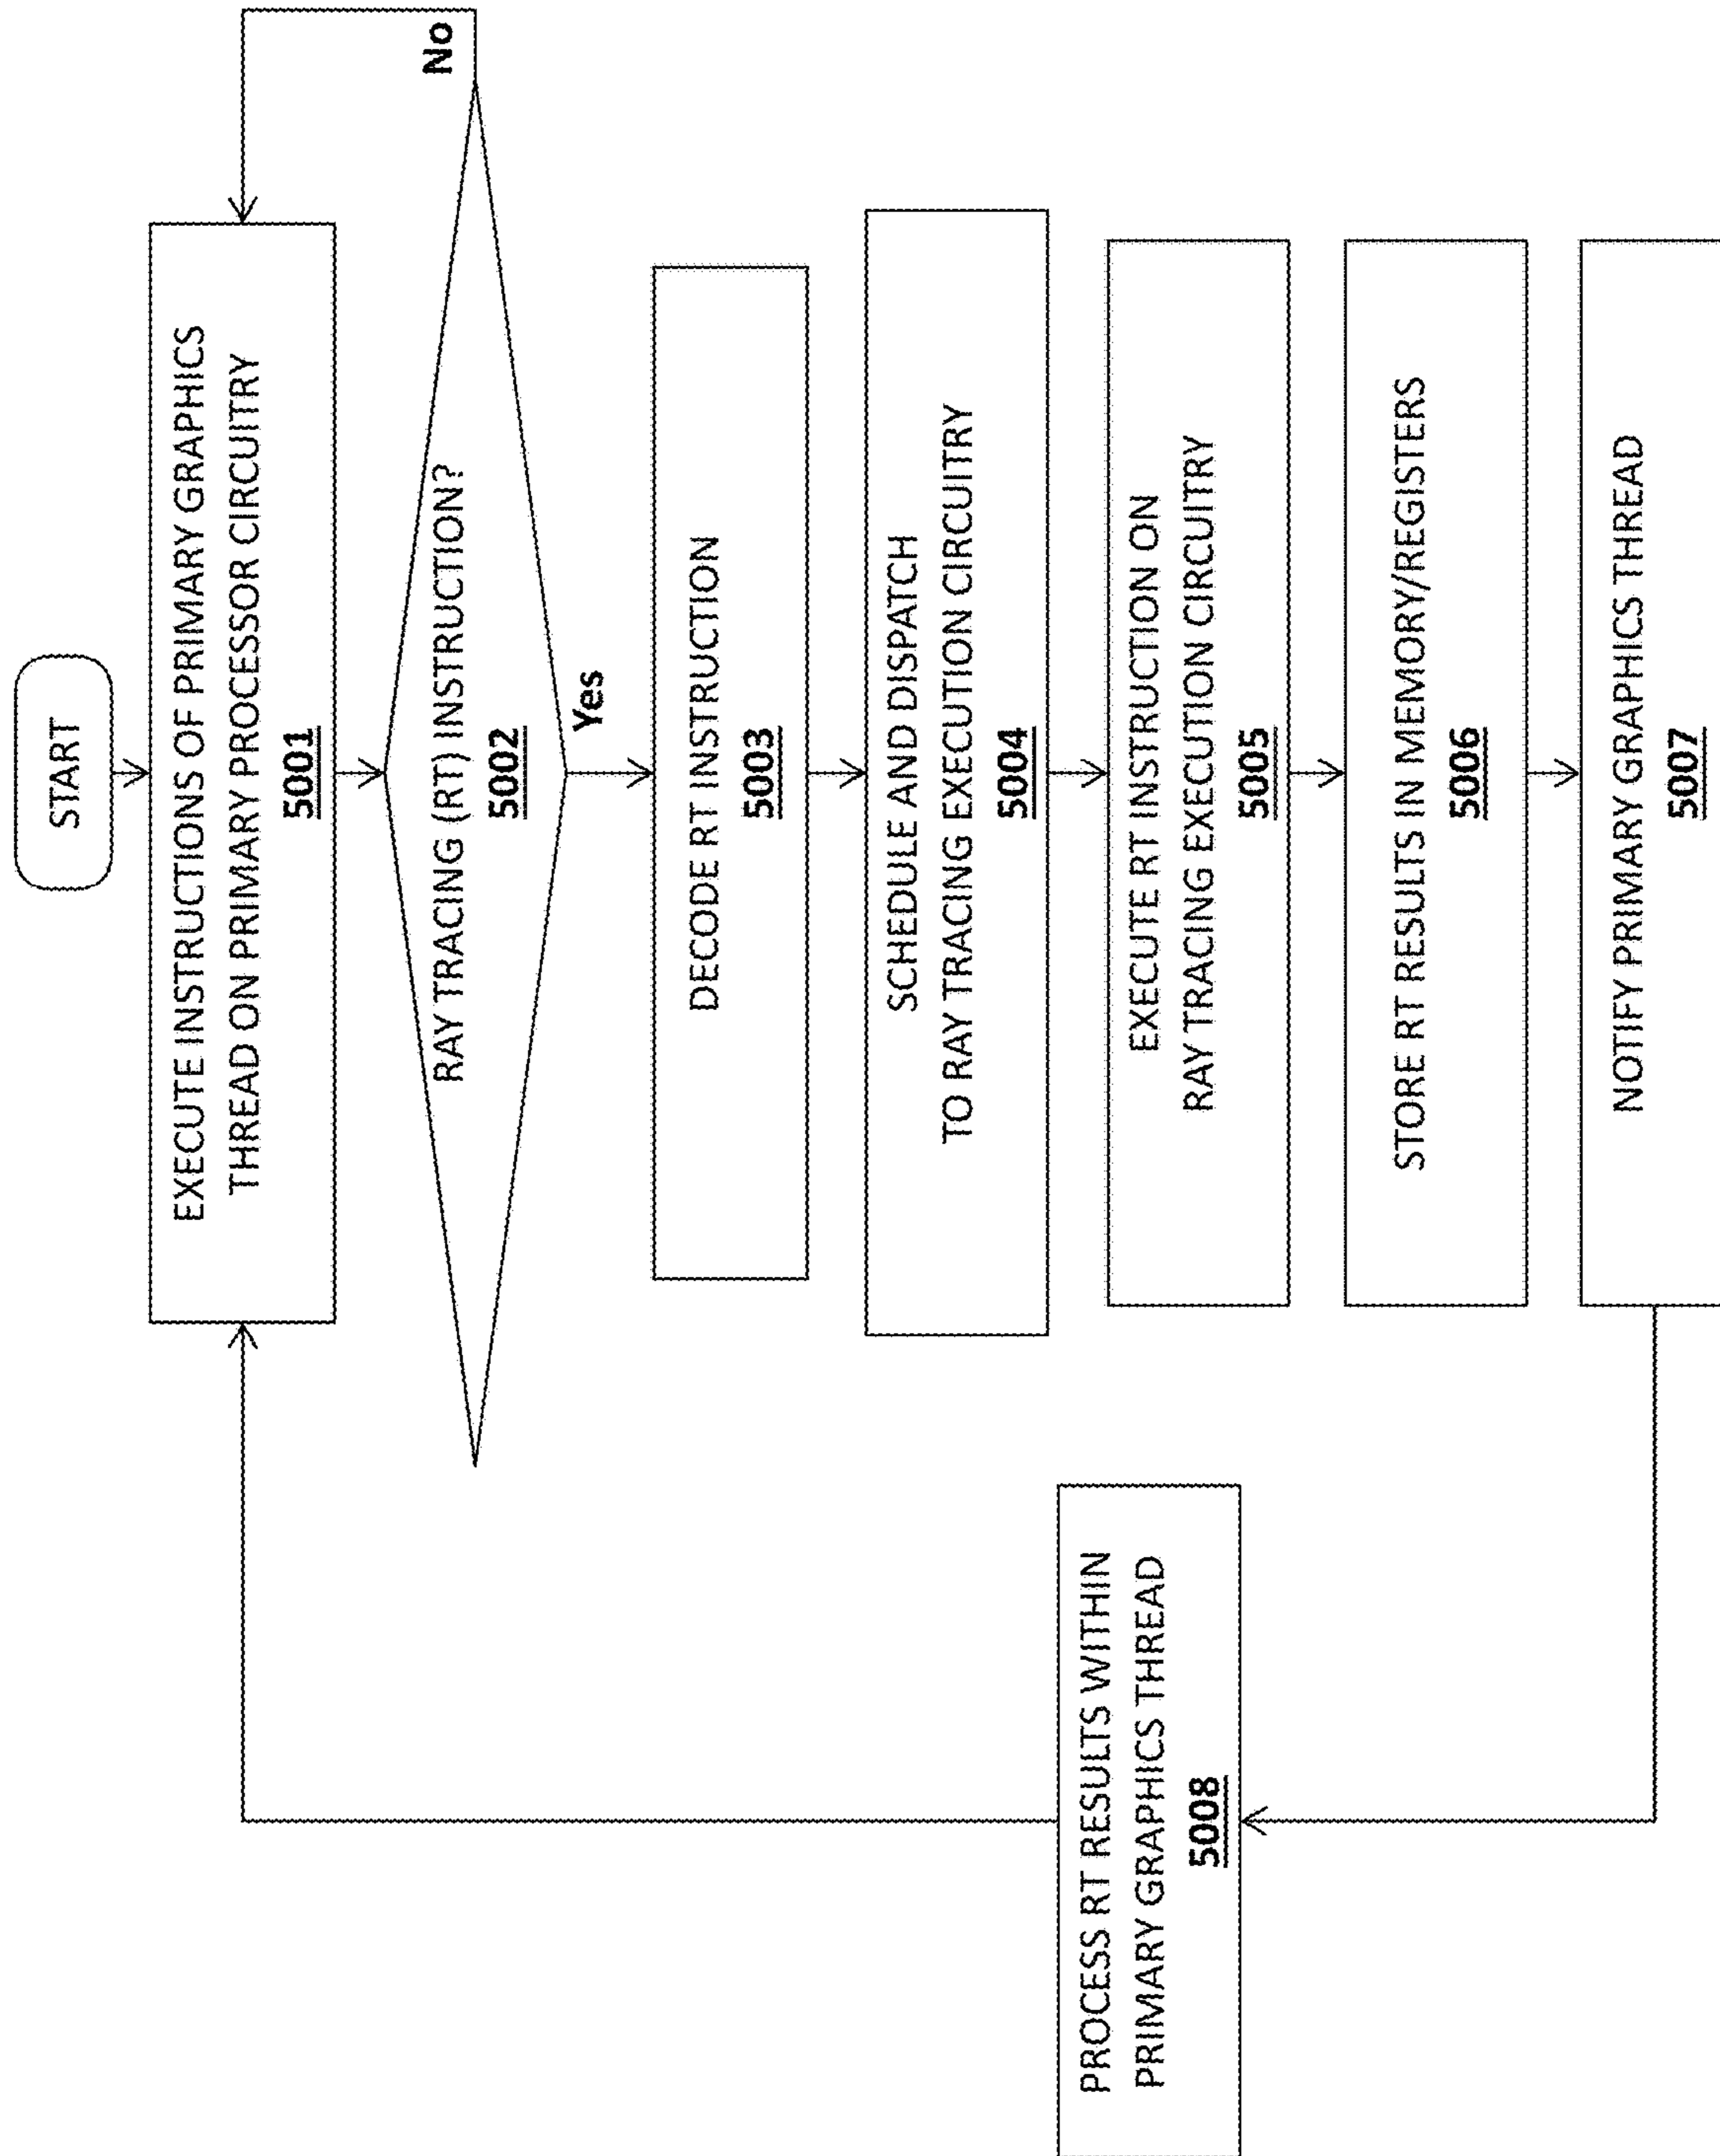 START
EXECUTE INSTRUCTIONS OF PRIMARY GRAPHICS
THREAD ON PRIMARY PROCESSOR CIRCUITRY
5001
No
RAY TRACING (RT) INSTRUCTION?
5002
Yes
DECODE RT INSTRUCTION
5003
SCHEDULE AND DISPATCH
TO RAY TRACING EXECUTION CIRCUITRY
5004
EXECUTE RT INSTRUCTION ON
RAY TRACING EXECUTION CIRCUITRY
5005
STORE RT RESULTS IN MEMORY/REGISTERS
5006
NOTIFY PRIMARY GRAPHICS THREAD
5007
PROCESS RT RESULTS WITHIN
PRIMARY GRAPHICS THREAD
5008